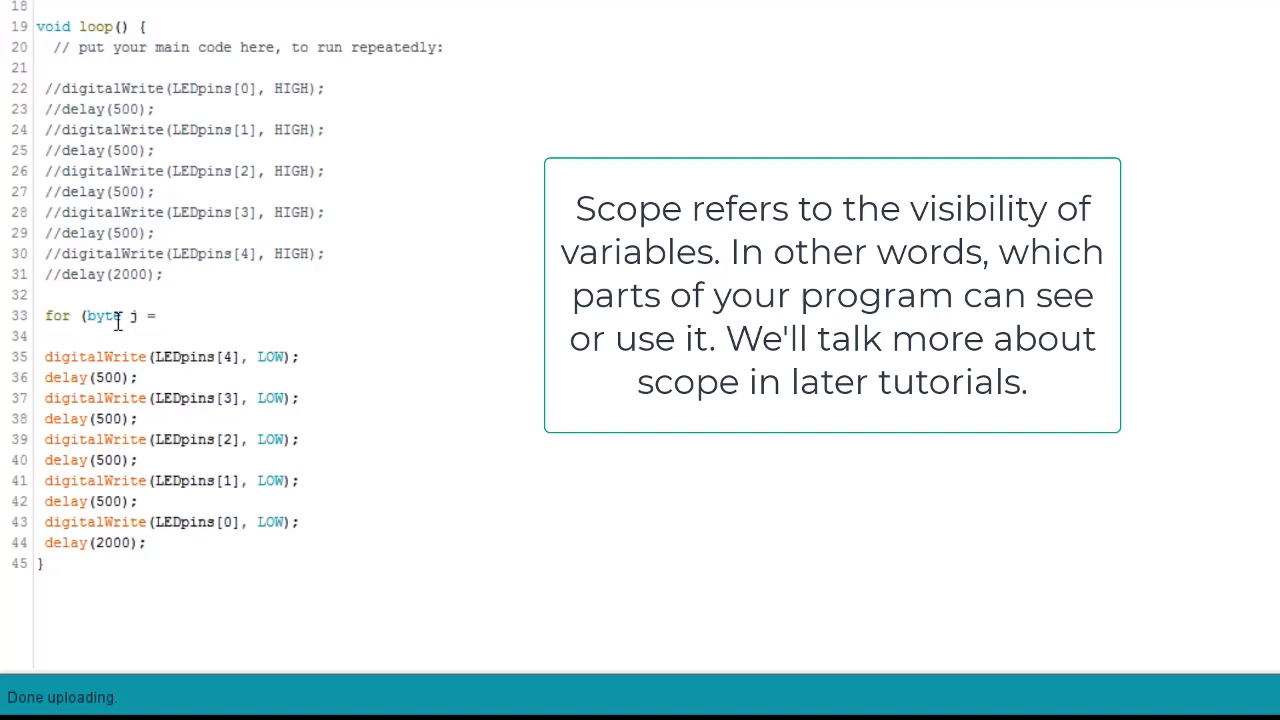 18
19 void loop() {
20 // put your main code here, to run repeatedly:
21
22 //digitalWrite(LEDpins[0], HIGH);
23 //delay(500);
24 //digitalWrite(LEDpins[1], HIGH);
25 //delay(500);
26 //digitalWrite(LEDpins[2], HIGH);
27 //delay(500);
28 //digitalWrite(LEDpins[3], HIGH);
29 //delay(500);
30 //digitalWrite(LEDpins[4], HIGH);
31 //delay(2000);
32
33 for (byte j =
34
35 digitalWrite(LEDpins[4], LOW);
36 delay(500);
37 digitalWrite(LEDpins[3], LOW);
38 delay(500);
39 digitalWrite(LEDpins[2], LOW);
40 delay(500);
41 digitalWrite(LEDpins[1], LOW);
42 delay(500);
43 digitalWrite(LEDpins[0], LOW);
44 delay(2000);
45 }
Scope refers to the visibility of
variables. In other words, which
parts of your program can see
or use it. We'll talk more about
scope in later tutorials.
Done uploading.